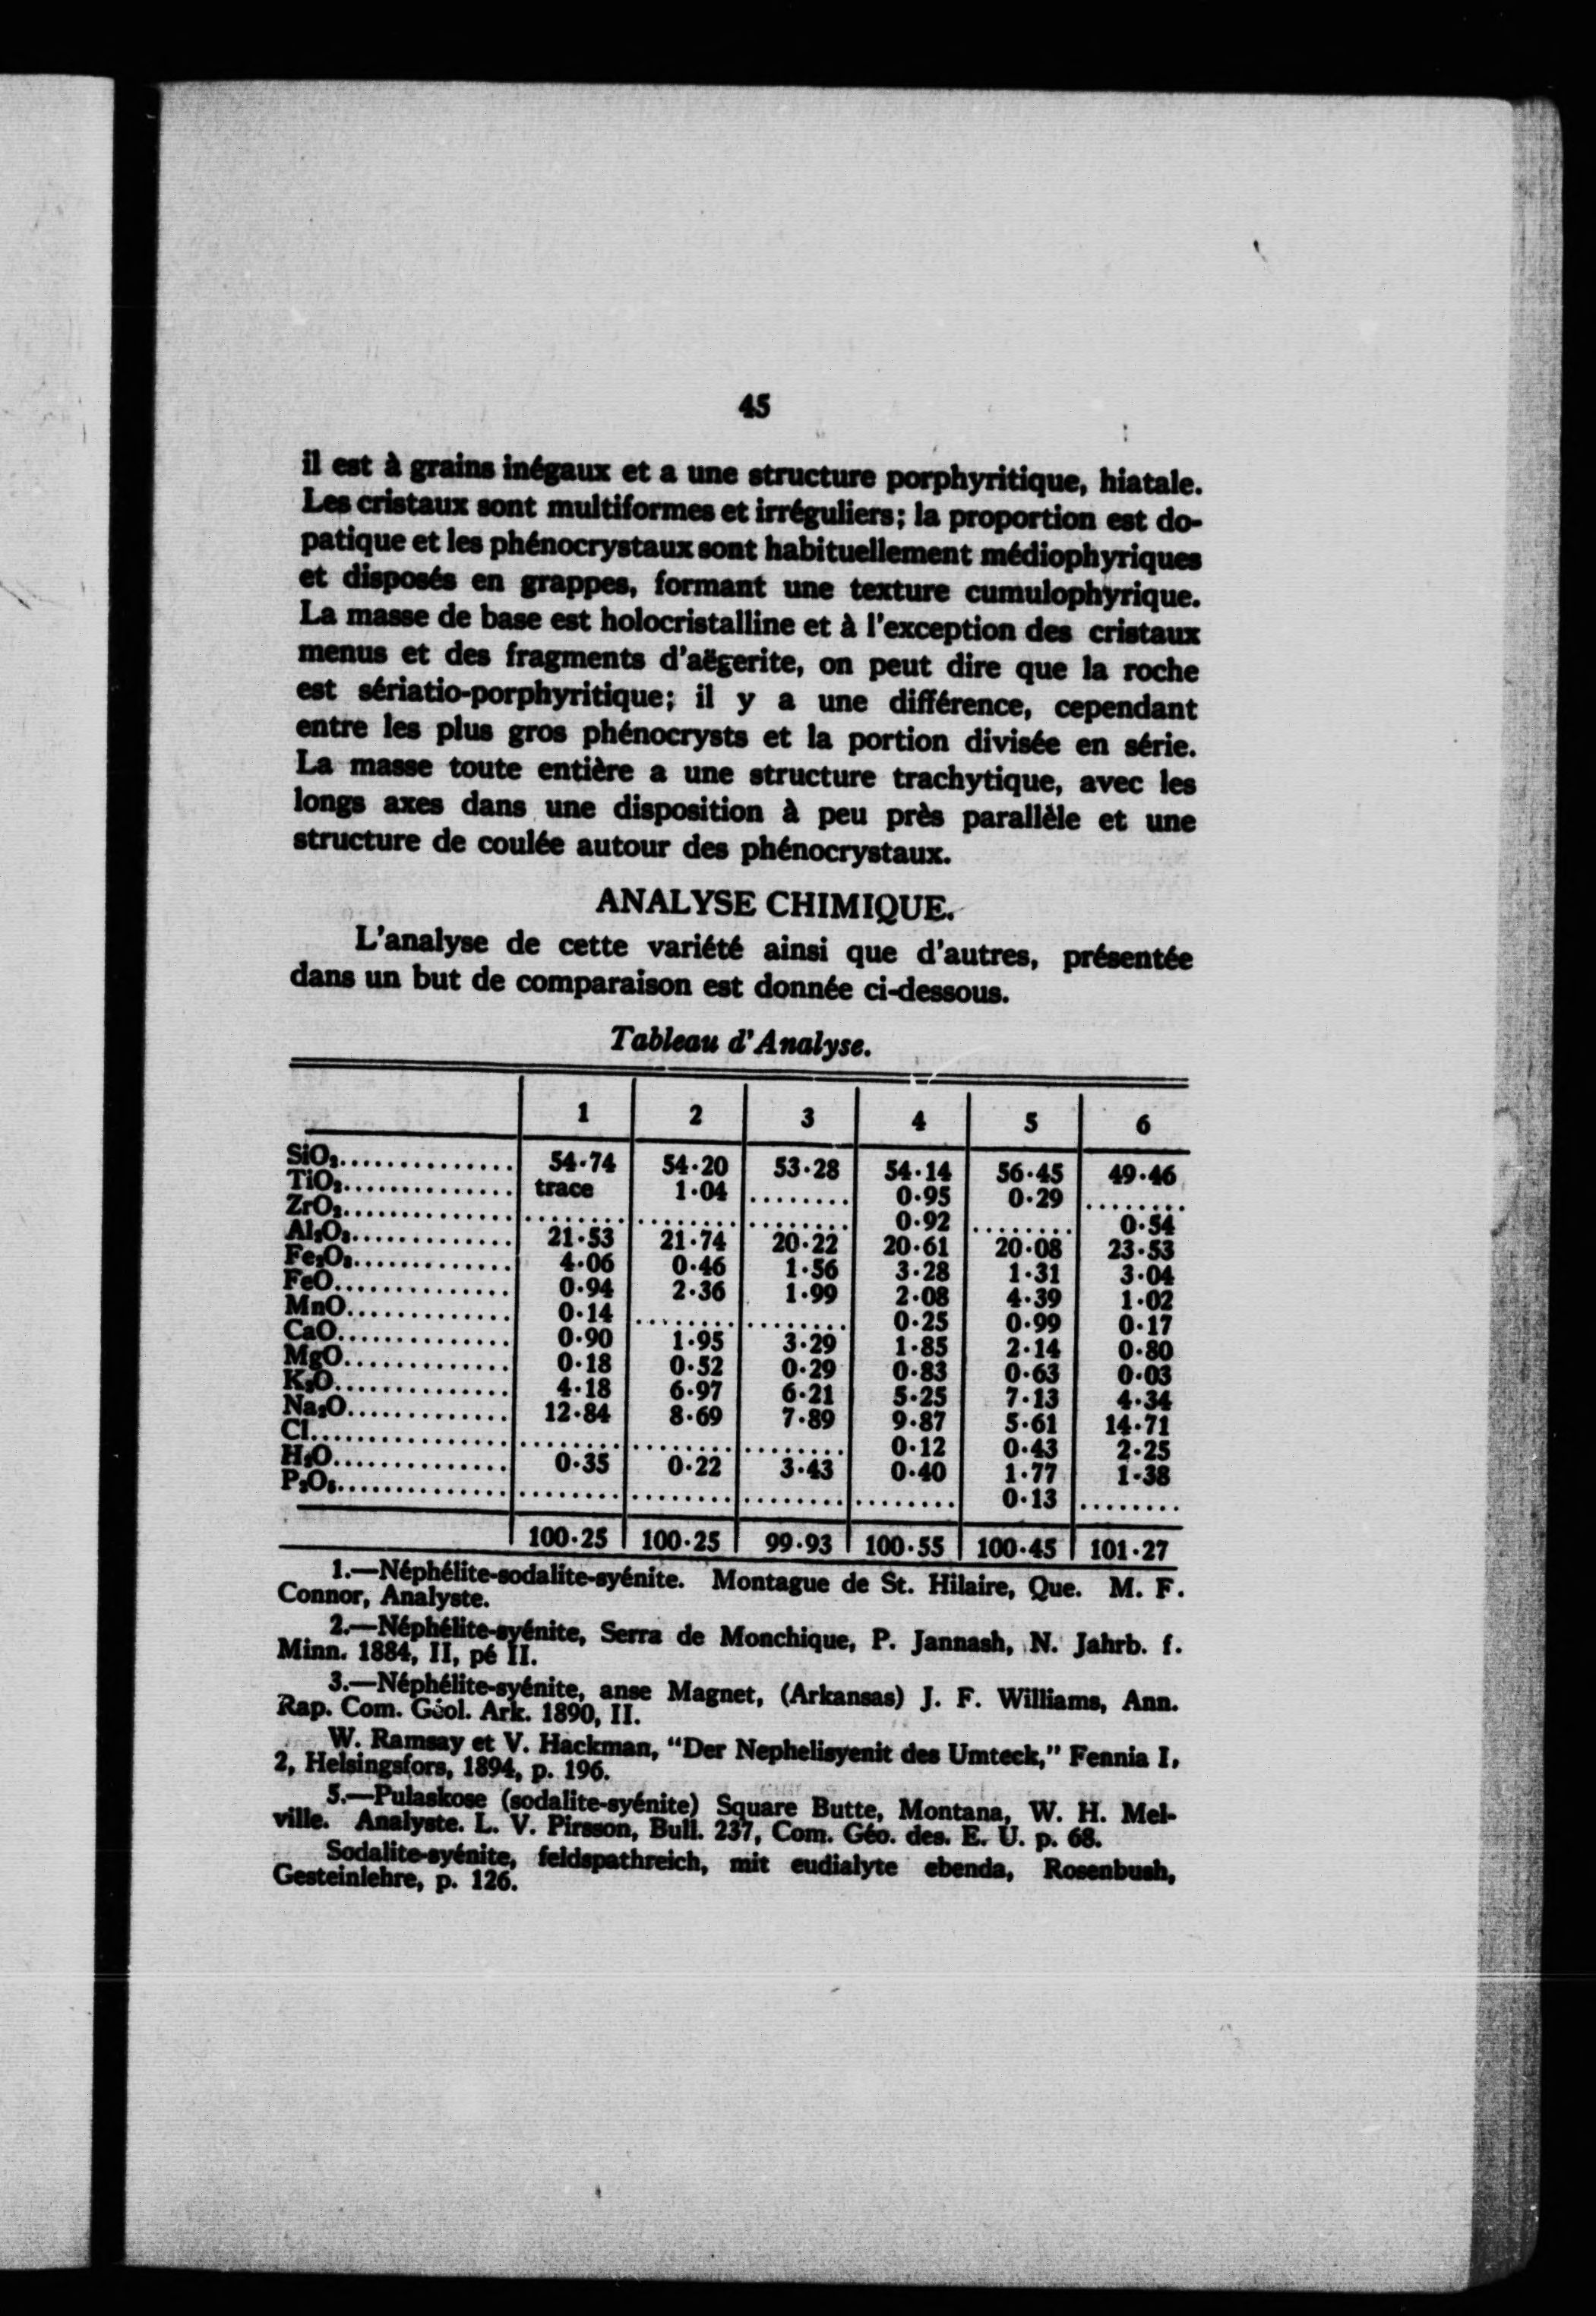 45
il est à grains inégaux et a une structure porphyritique, hiatale.
Les cristaux sont multiformes et irréguliers; la proportion est do-
patique et les phénocrystaux sont habituellement médiophyriques
et disposés en grappes, formant une texture cumulophyrique.
La masse de base est holocristalline et à l'exception des cristaux
menus et des fragments d'aëgerite, on peut dire que la roche
est sériatio-porphyritique; il y a une différence, cependant
entre les plus gros phénocrysts et la portion divisée en série.
La masse toute entière a une structure trachytique, avec les
longs axes dans une disposition à peu près parallèle et une
structure de coulée autour des phénocrystaux.
ANALYSE CHIMIQUE.
L'analyse de cette variété ainsi que d'autres, présentée
dans un but de comparaison est donnée ci-dessous.
Tableau d'Analyse.
1 2 3 4 5 6
SiO₂............... 54·74 54·20 53·28 54·14 56·45 49·46
TiO₂............... trace 1·04 ........ 0·95 0·29 ........
ZrO₂............... ........ ........ ........ 0·92 ........ 0·54
Al₂O₃.............. 21·53 21·74 20·22 20·61 20·08 23·53
Fe₂O₃.............. 4·06 0·46 1·56 3·28 1·31 3·04
FeO............... 0·94 2·36 1·99 2·08 4·39 1·02
MnO.............. 0·14 ........ ........ 0·25 0·99 0·17
CaO............... 0·90 1·95 3·29 1·85 2·14 0·80
MgO.............. 0·18 0·52 0·29 0·83 0·63 0·03
K₂O............... 4·18 6·97 6·21 5·25 7·13 4·34
Na₂O.............. 12·84 8·69 7·89 9·87 5·61 14·71
Cl................. ........ ........ ........ 0·12 0·43 2·25
H₂O............... 0·35 0·22 3·43 0·40 1·77 1·38
P₂O₅............... ........ ........ ........ ........ 0·13 ........
100·25 100·25 99·93 100·55 100·45 101·27
1.—Néphélite-sodalite-syénite. Montague de St. Hilaire, Que. M. F.
Connor, Analyste.
2.—Néphélite-syénite, Serra de Monchique, P. Jannash, N. Jahrb. f.
Minn. 1884, II, pé II.
3.—Néphélite-syénite, anse Magnet, (Arkansas) J. F. Williams, Ann.
Rap. Com. Géol. Ark. 1890, II.
W. Ramsay et V. Hackman, "Der Nephelisyenit des Umteck," Fennia I,
2, Helsingsfors, 1894, p. 196.
5.—Pulaskose (sodalite-syénite) Square Butte, Montana, W. H. Mel-
ville. Analyste. L. V. Pirsson, Bull. 237, Com. Géo. des. E. U. p. 68.
Sodalite-syénite, feldspathreich, mit eudialyte ebenda, Rosenbush,
Gesteinlehre, p. 126.